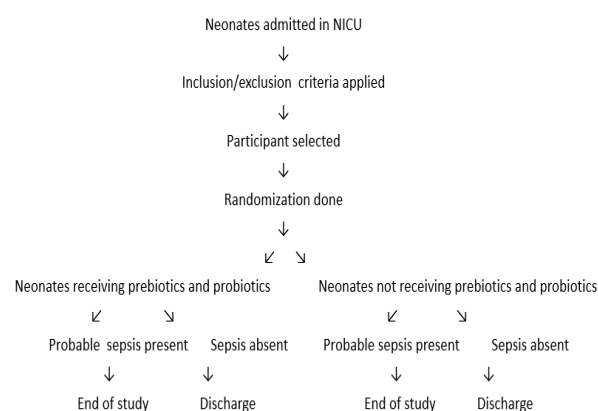 Neonates admitted in NICU
↓
Inclusion/exclusion criteria applied
↓
Participant selected
↓
Randomization done
↓
↙ ↘
Neonates receiving prebiotics and probiotics Neonates not receiving prebiotics and probiotics
↙ ↘ ↙ ↘
Probable sepsis present Sepsis absent Probable sepsis present Sepsis absent
↓ ↓ ↓ ↓
End of study Discharge End of study Discharge